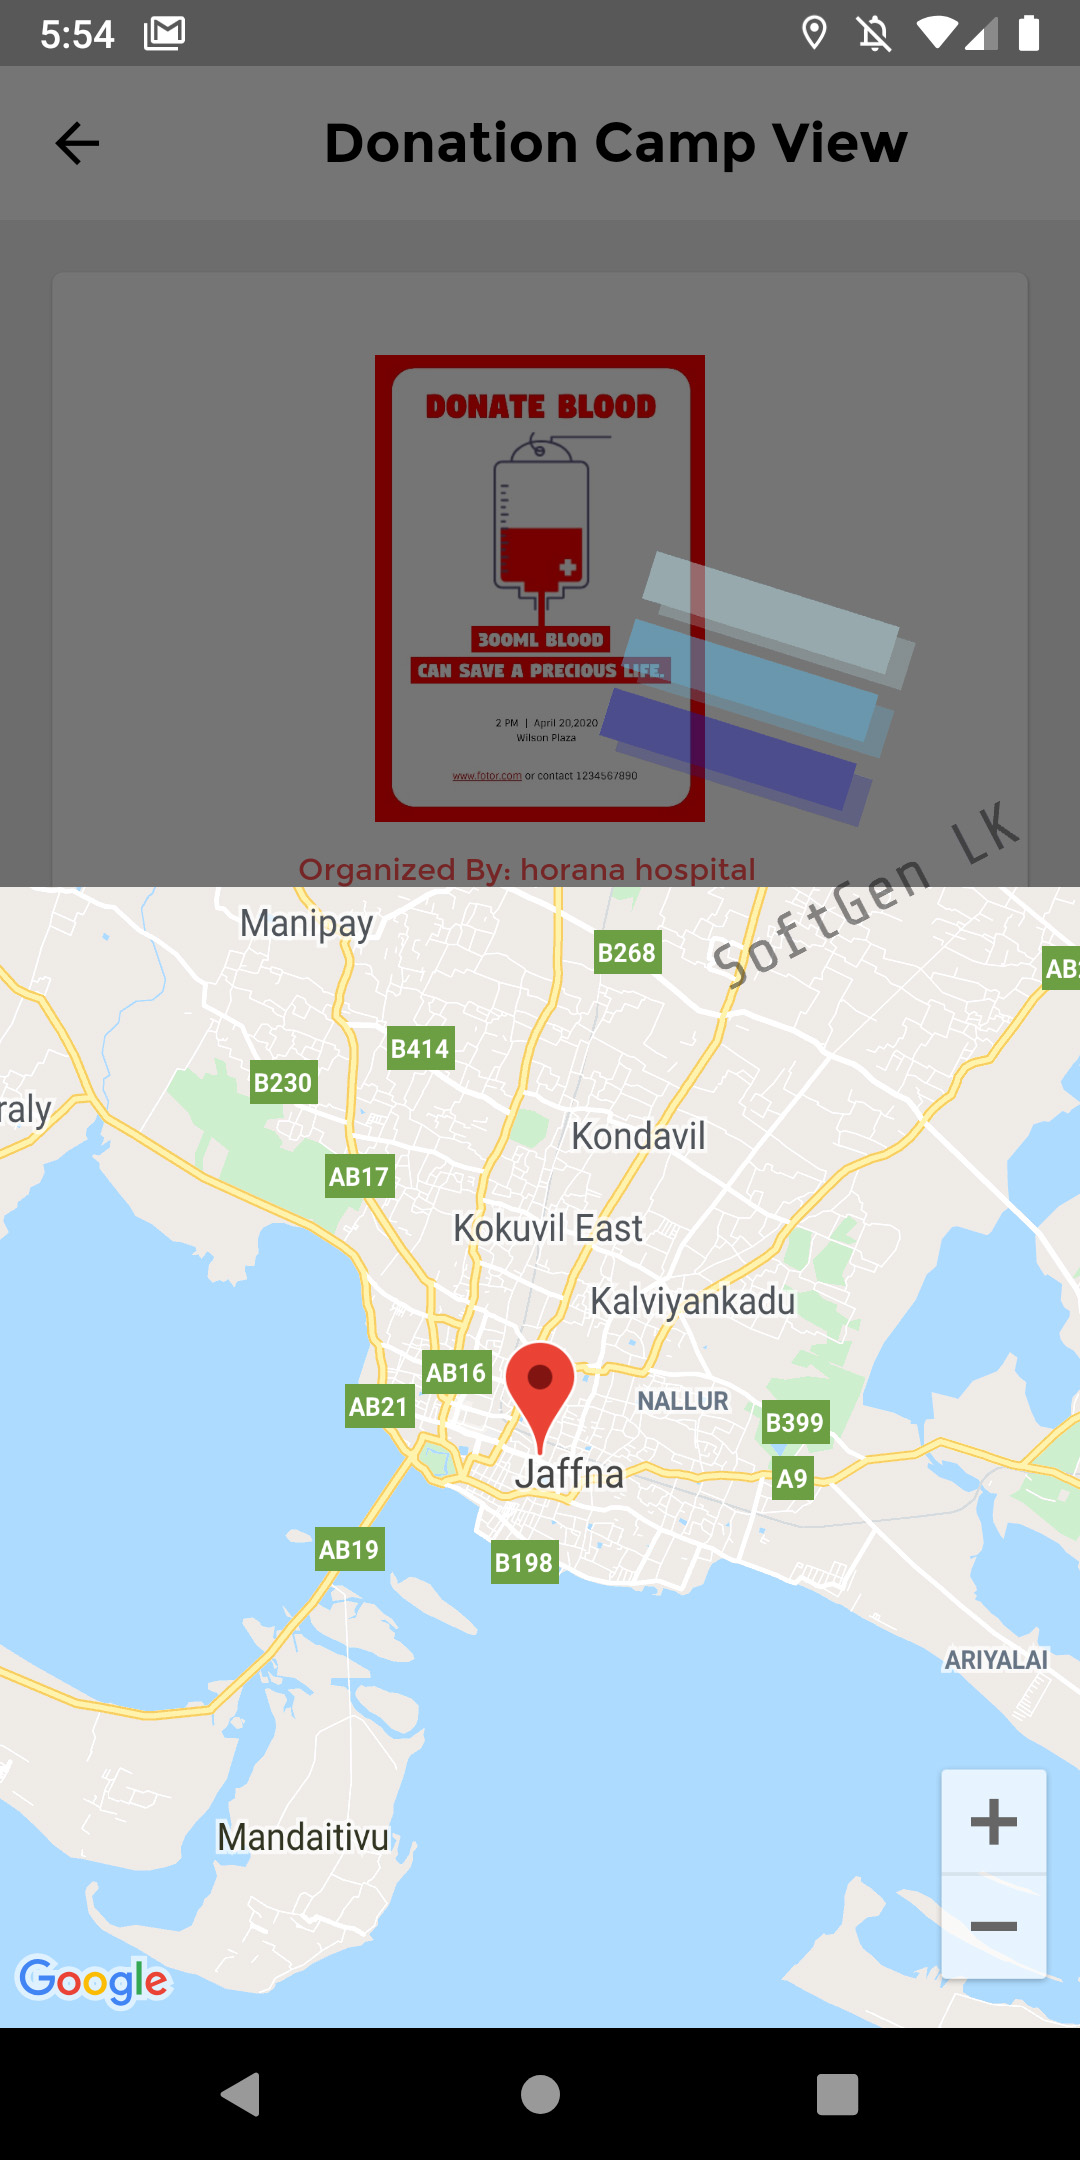 5:54
Donation Camp View
DONATE BLOOD
300ML BLOOD
CAN SAVE A PRECIOUS LIFE.
2 PM | April 20,2020
Wilson Plaza
www.fotor.com or contact 1234567890
Organized By: horana hospital
SoftGen LK
Manipay
B268
AB
B414
B230
raly
Kondavil
AB17
Kokuvil East
Kalviyankadu
AB16
NALLUR
AB21
B399
Jaffna
A9
AB19
B198
ARIYALAI
Mandaitivu
Google